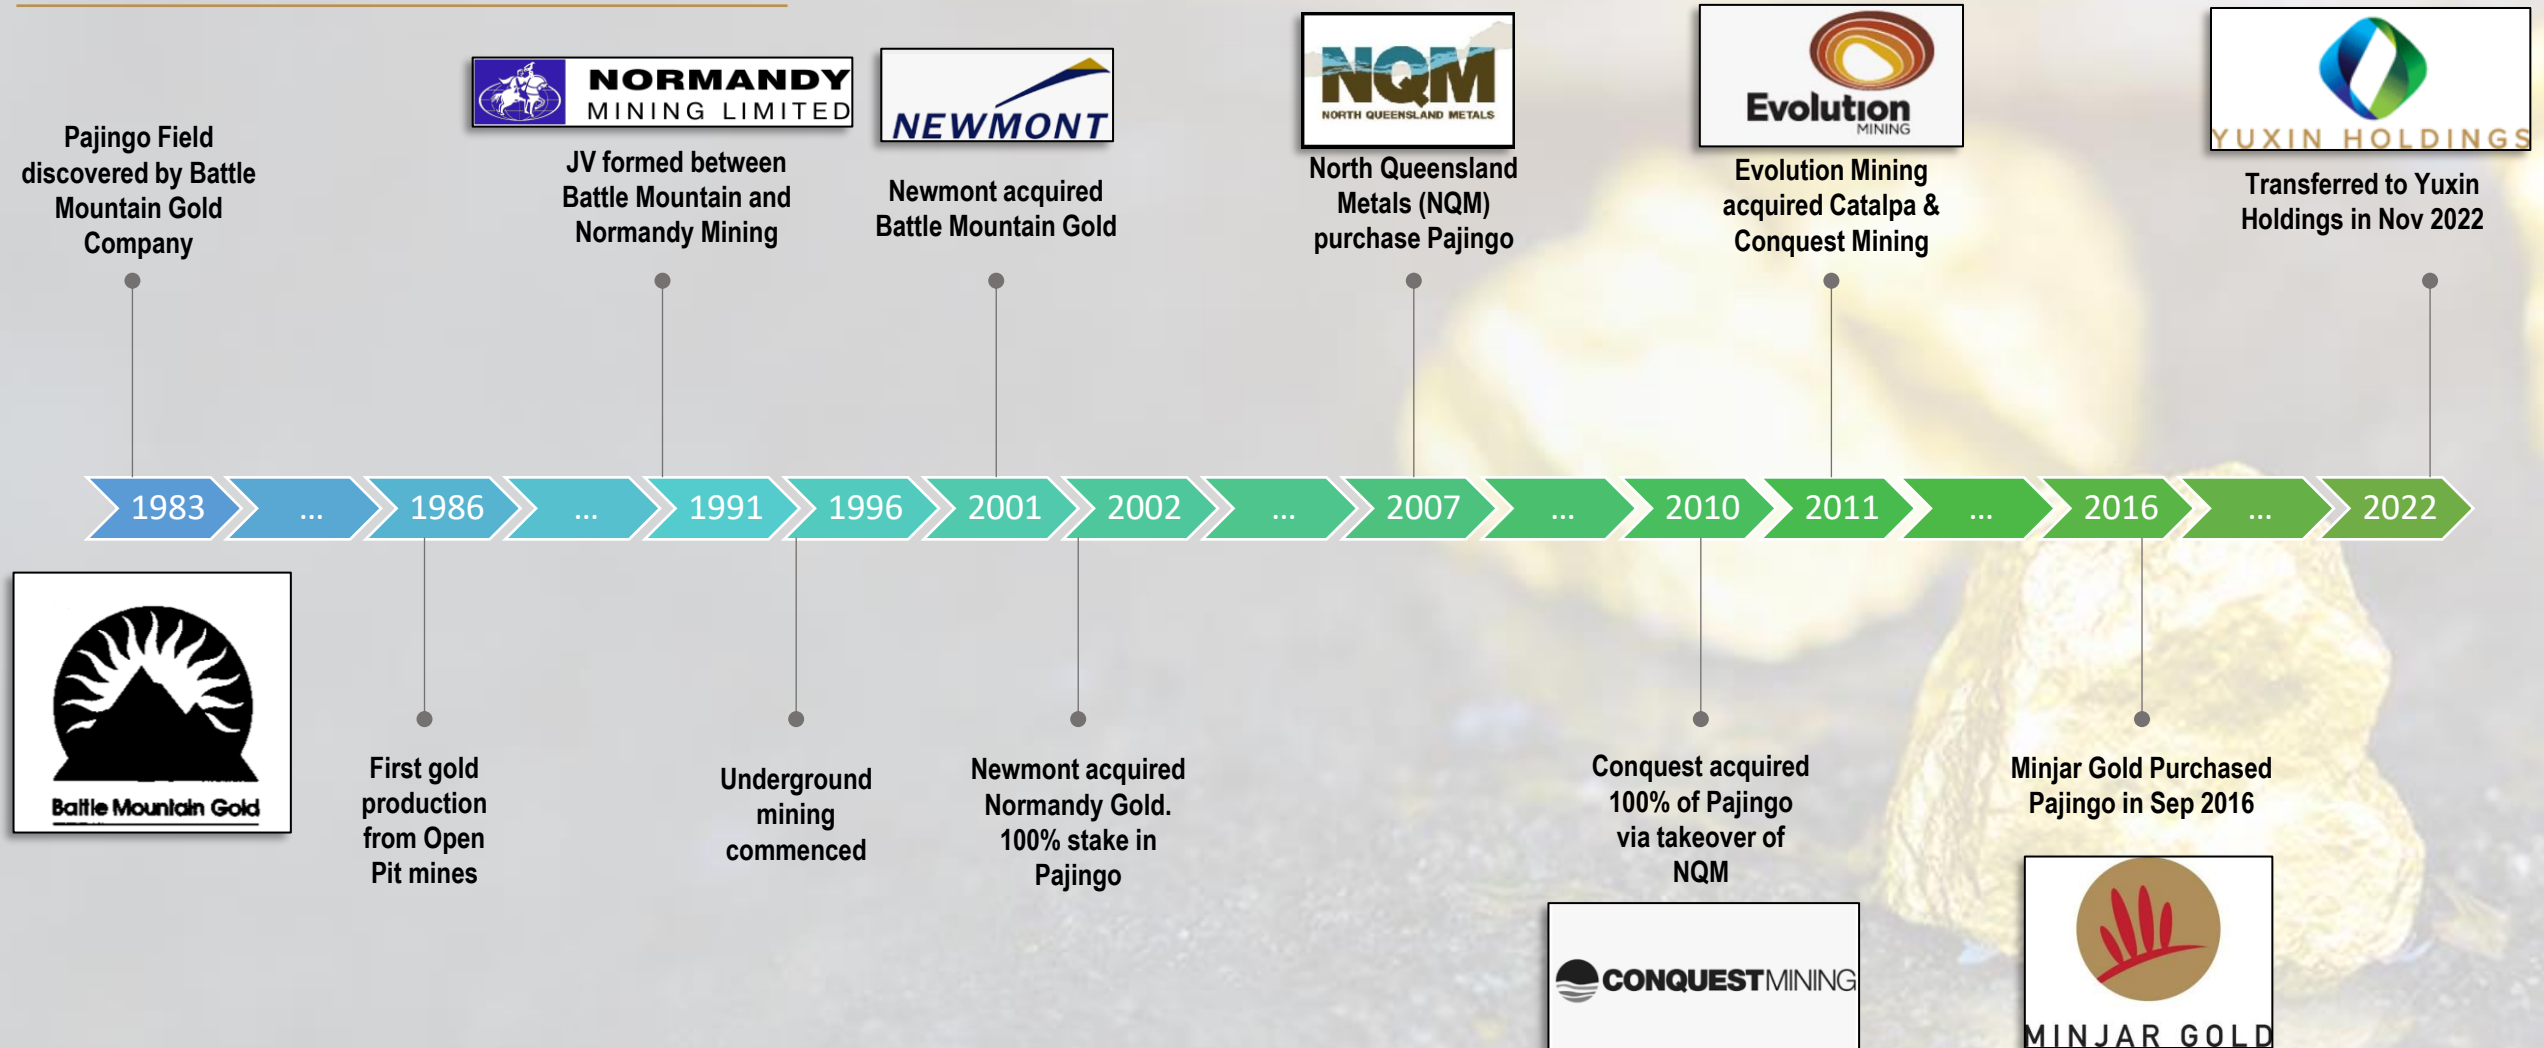 NORMANDY
MINING LIMITED
NEWMONT
NQM
NORTH QUEENSLAND METALS
Evolution
MINING
YUXIN HOLDINGS
Pajingo Field
discovered by Battle
Mountain Gold
Company
JV formed between
Battle Mountain and
Normandy Mining
Newmont acquired
Battle Mountain Gold
North Queensland
Metals (NQM)
purchase Pajingo
Evolution Mining
acquired Catalpa &
Conquest Mining
Transferred to Yuxin
Holdings in Nov 2022
1983 ... 1986 ... 1991 1996 2001 2002 ... 2007 ... 2010 2011 ... 2016 ... 2022
Battle Mountain Gold
First gold
production
from Open
Pit mines
Underground
mining
commenced
Newmont acquired
Normandy Gold.
100% stake in
Pajingo
Conquest acquired
100% of Pajingo
via takeover of
NQM
Minjar Gold Purchased
Pajingo in Sep 2016
CONQUESTMINING
MINJAR GOLD